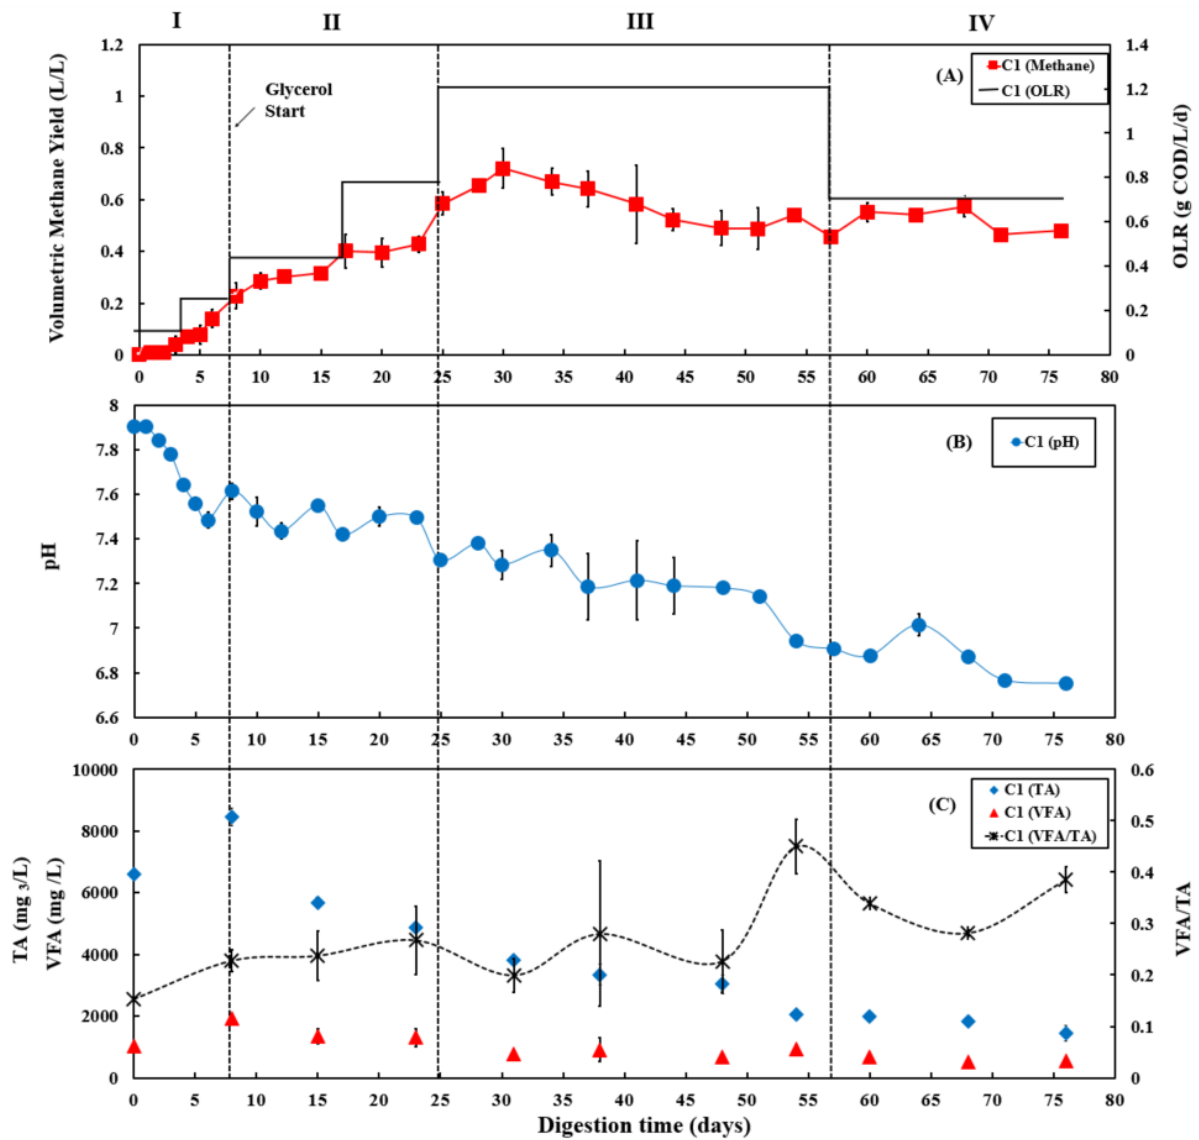 I II III IV
Volumetric Methane Yield (L/L)
1.2
1
0.8
0.6
0.4
0.2
0
Glycerol
Start
(A)
C1 (Methane)
C1 (OLR)
1.4
1.2
1
0.8
0.6
0.4
0.2
0
OLR (g COD/L/d)
0 5 10 15 20 25 30 35 40 45 50 55 60 65 70 75 80
pH
8
7.8
7.6
7.4
7.2
7
6.8
6.6
(B)
C1 (pH)
0 5 10 15 20 25 30 35 40 45 50 55 60 65 70 75 80
TA (mg 3/L)
VFA (mg /L)
10000
8000
6000
4000
2000
0
(C)
C1 (TA)
C1 (VFA)
C1 (VFA/TA)
0.6
0.5
0.4
0.3
0.2
0.1
0
VFA/TA
0 5 10 15 20 25 30 35 40 45 50 55 60 65 70 75 80
Digestion time (days)